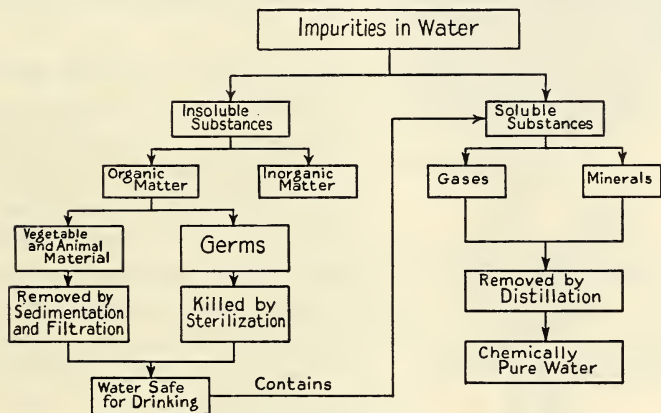 Impurities in Water
Insoluble
Substances
Soluble
Substances
Organic
Matter
Inorganic
Matter
Gases
Minerals
Vegetable
and Animal
Material
Germs
Removed by
Sedimentation
and Filtration
Killed by
Sterilization
Removed by
Distillation
Chemically
Pure Water
Water Safe
for Drinking
Contains